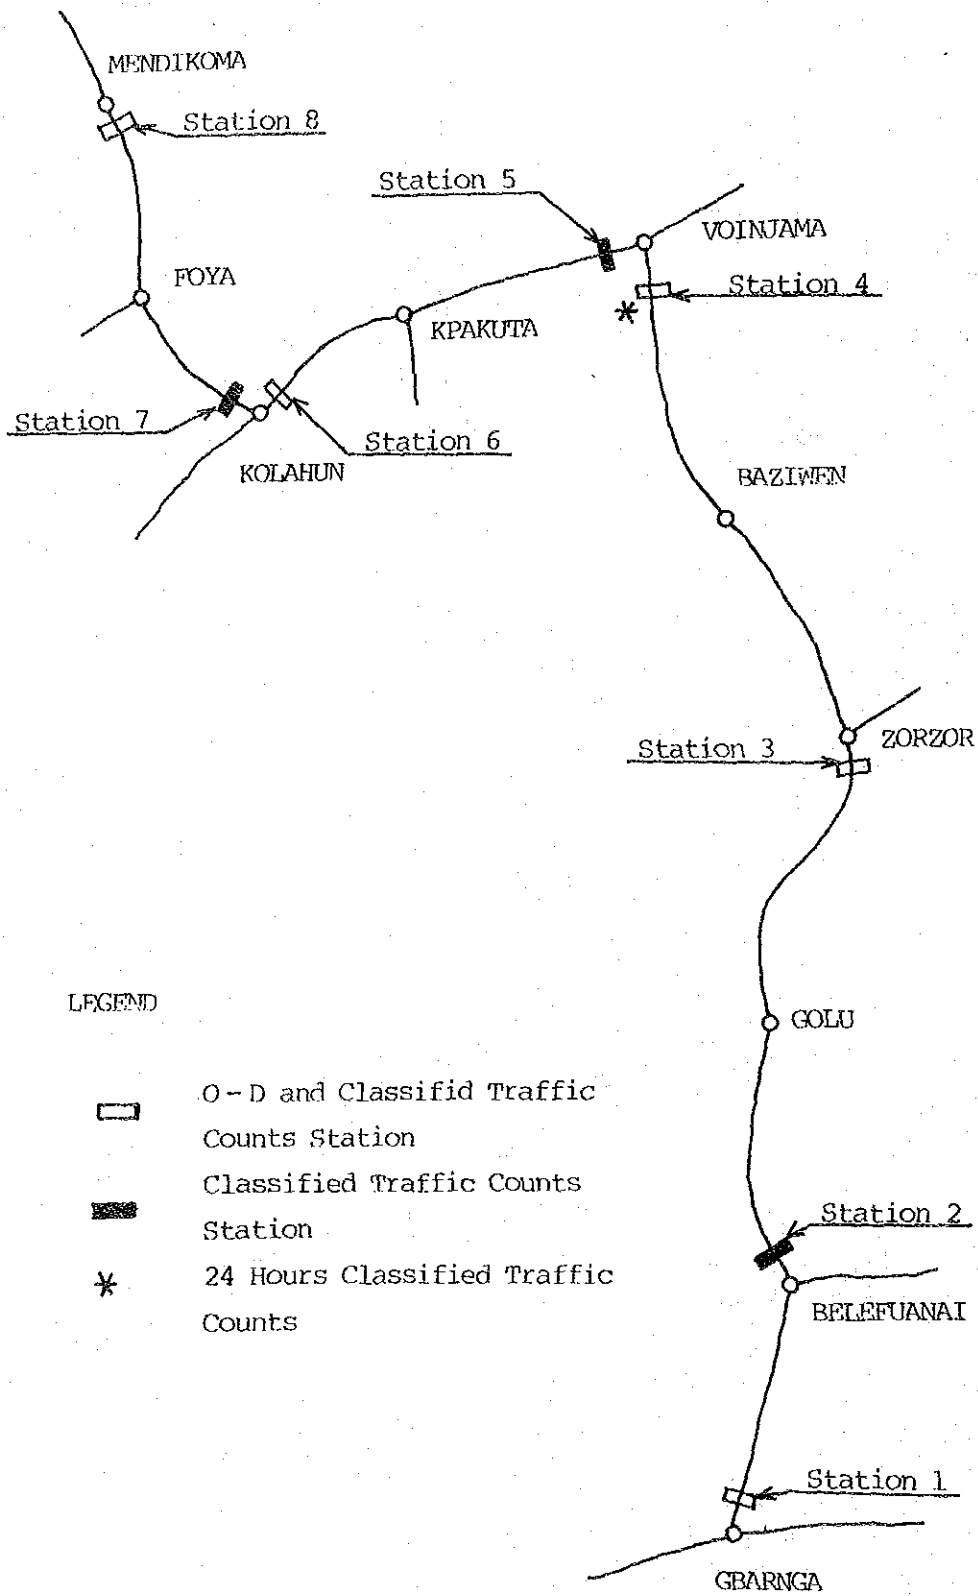 MENDIKOMA
Station 8
Station 5
VOINJAMA
FOYA
Station 4
KPAKUTA
Station 7
Station 6
KOLAHUN
BAZIWEN
ZORZOR
Station 3
LEGEND
GOLU
O-D and Classifid Traffic
Counts Station
Classified Traffic Counts
Station
Station 2
* 24 Hours Classified Traffic
Counts
BELEFUANAI
Station 1
GBARNGA